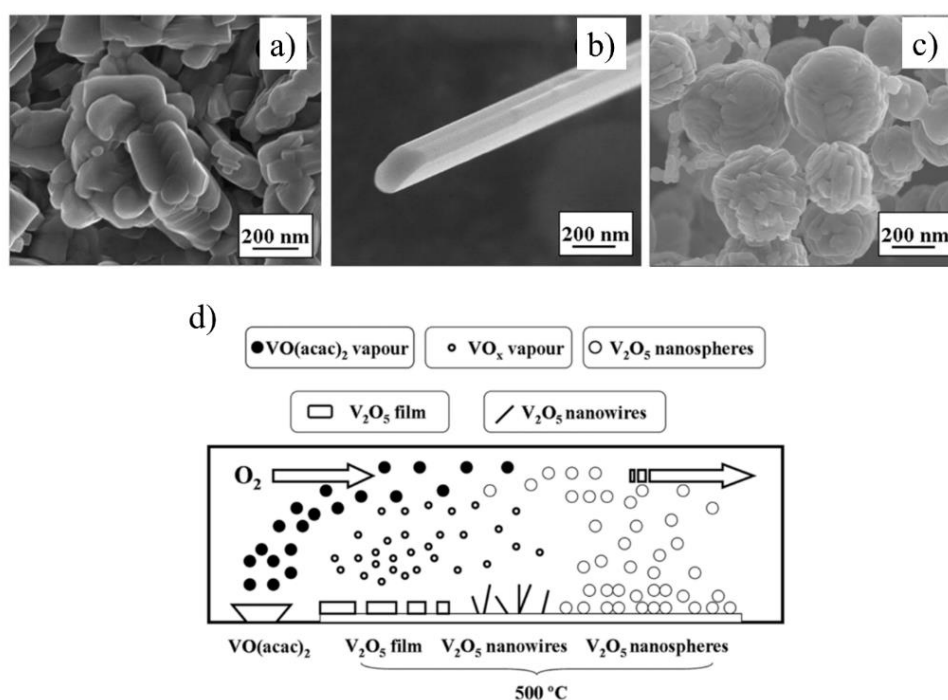 a)
b)
c)
200 nm
200 nm
200 nm
d)
VO(acac)₂ vapour
VOₓ vapour
V₂O₅ nanospheres
V₂O₅ film
V₂O₅ nanowires
O₂
VO(acac)₂
V₂O₅ film
V₂O₅ nanowires
V₂O₅ nanospheres
500 ºC